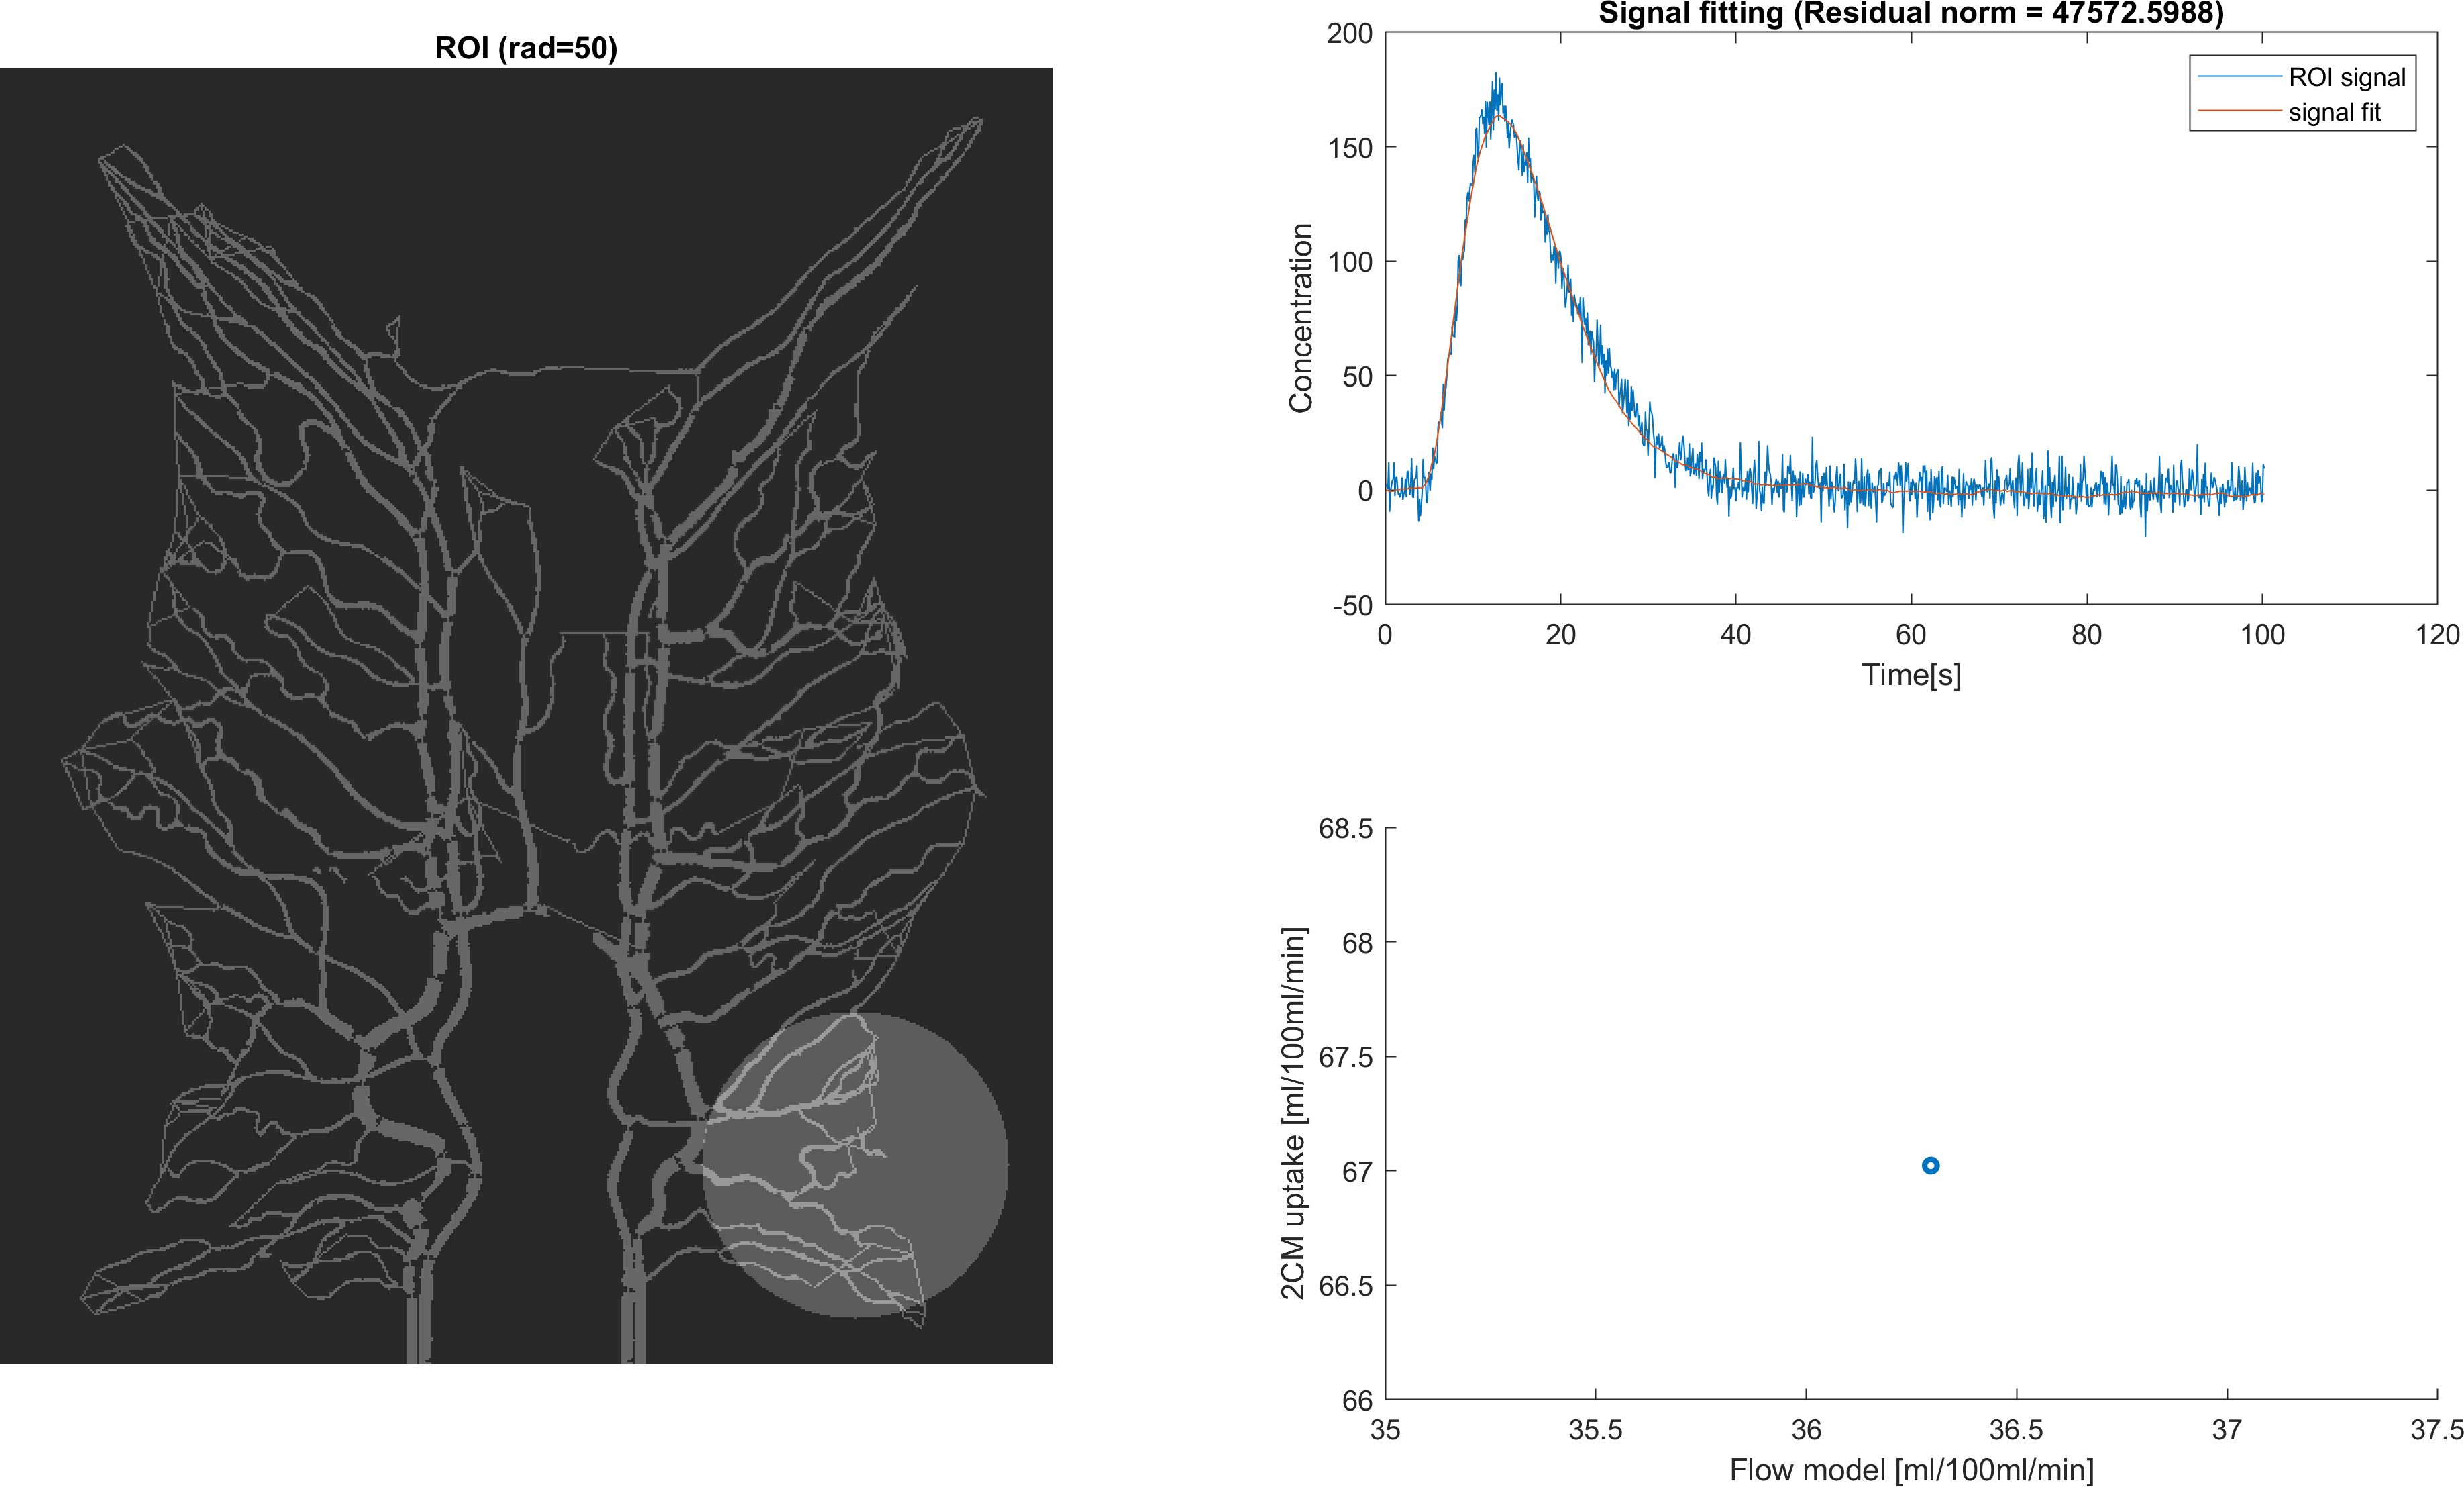 ROI (rad=50)
Signal fitting (Residual norm = 47572.5988)
200
150
100
50
0
-50
Concentration
ROI signal
signal fit
0 20 40 60 80 100 120
Time[s]
68.5
68
67.5
67
66.5
66
2CM uptake [ml/100ml/min]
35 35.5 36 36.5 37 37.5
Flow model [ml/100ml/min]